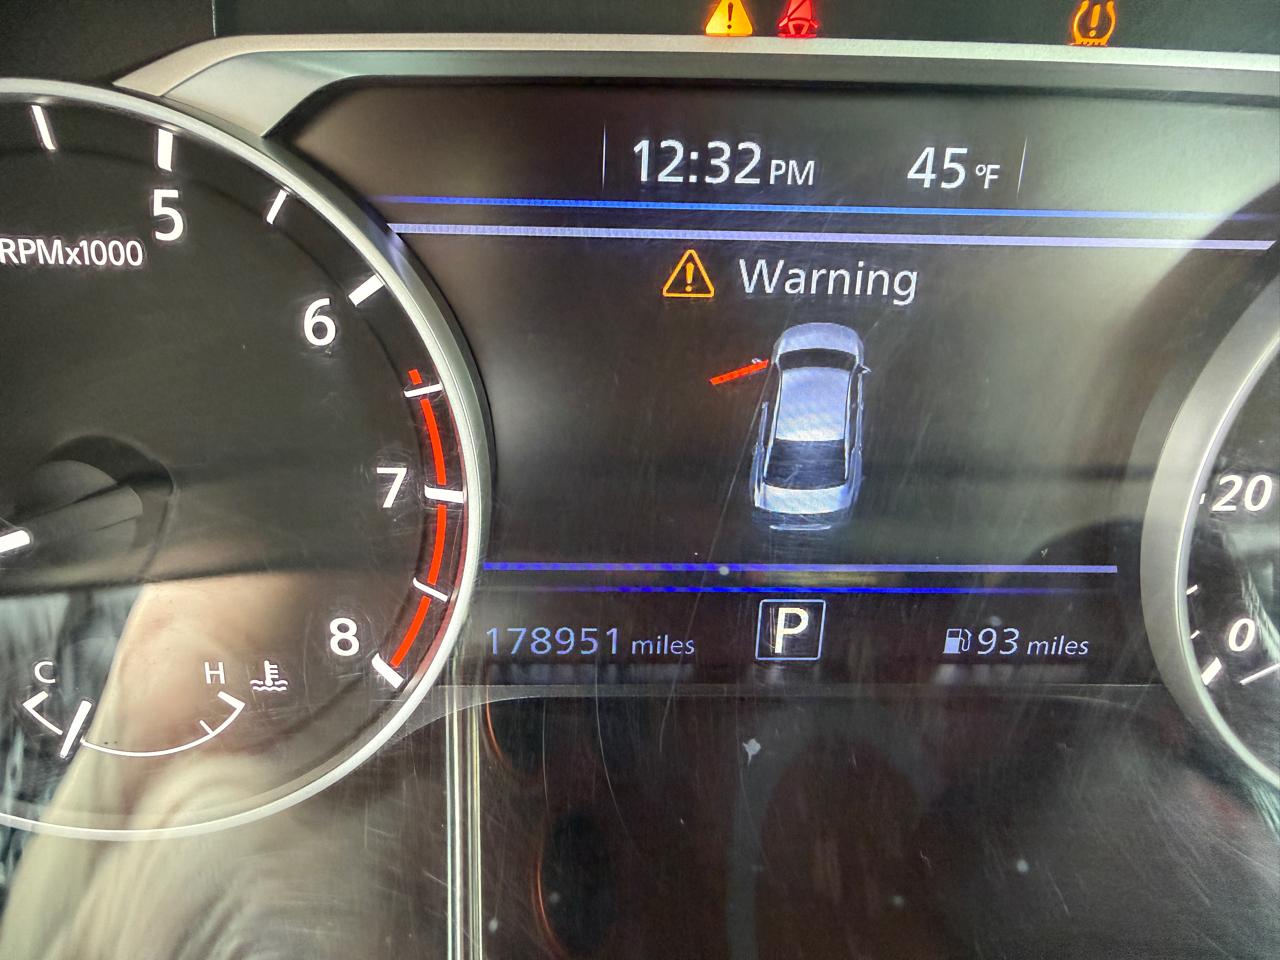 12:32 PM 45 °F
Warning
5
RPMx1000
6
7
8
20
0
178951 miles P 93 miles
C H